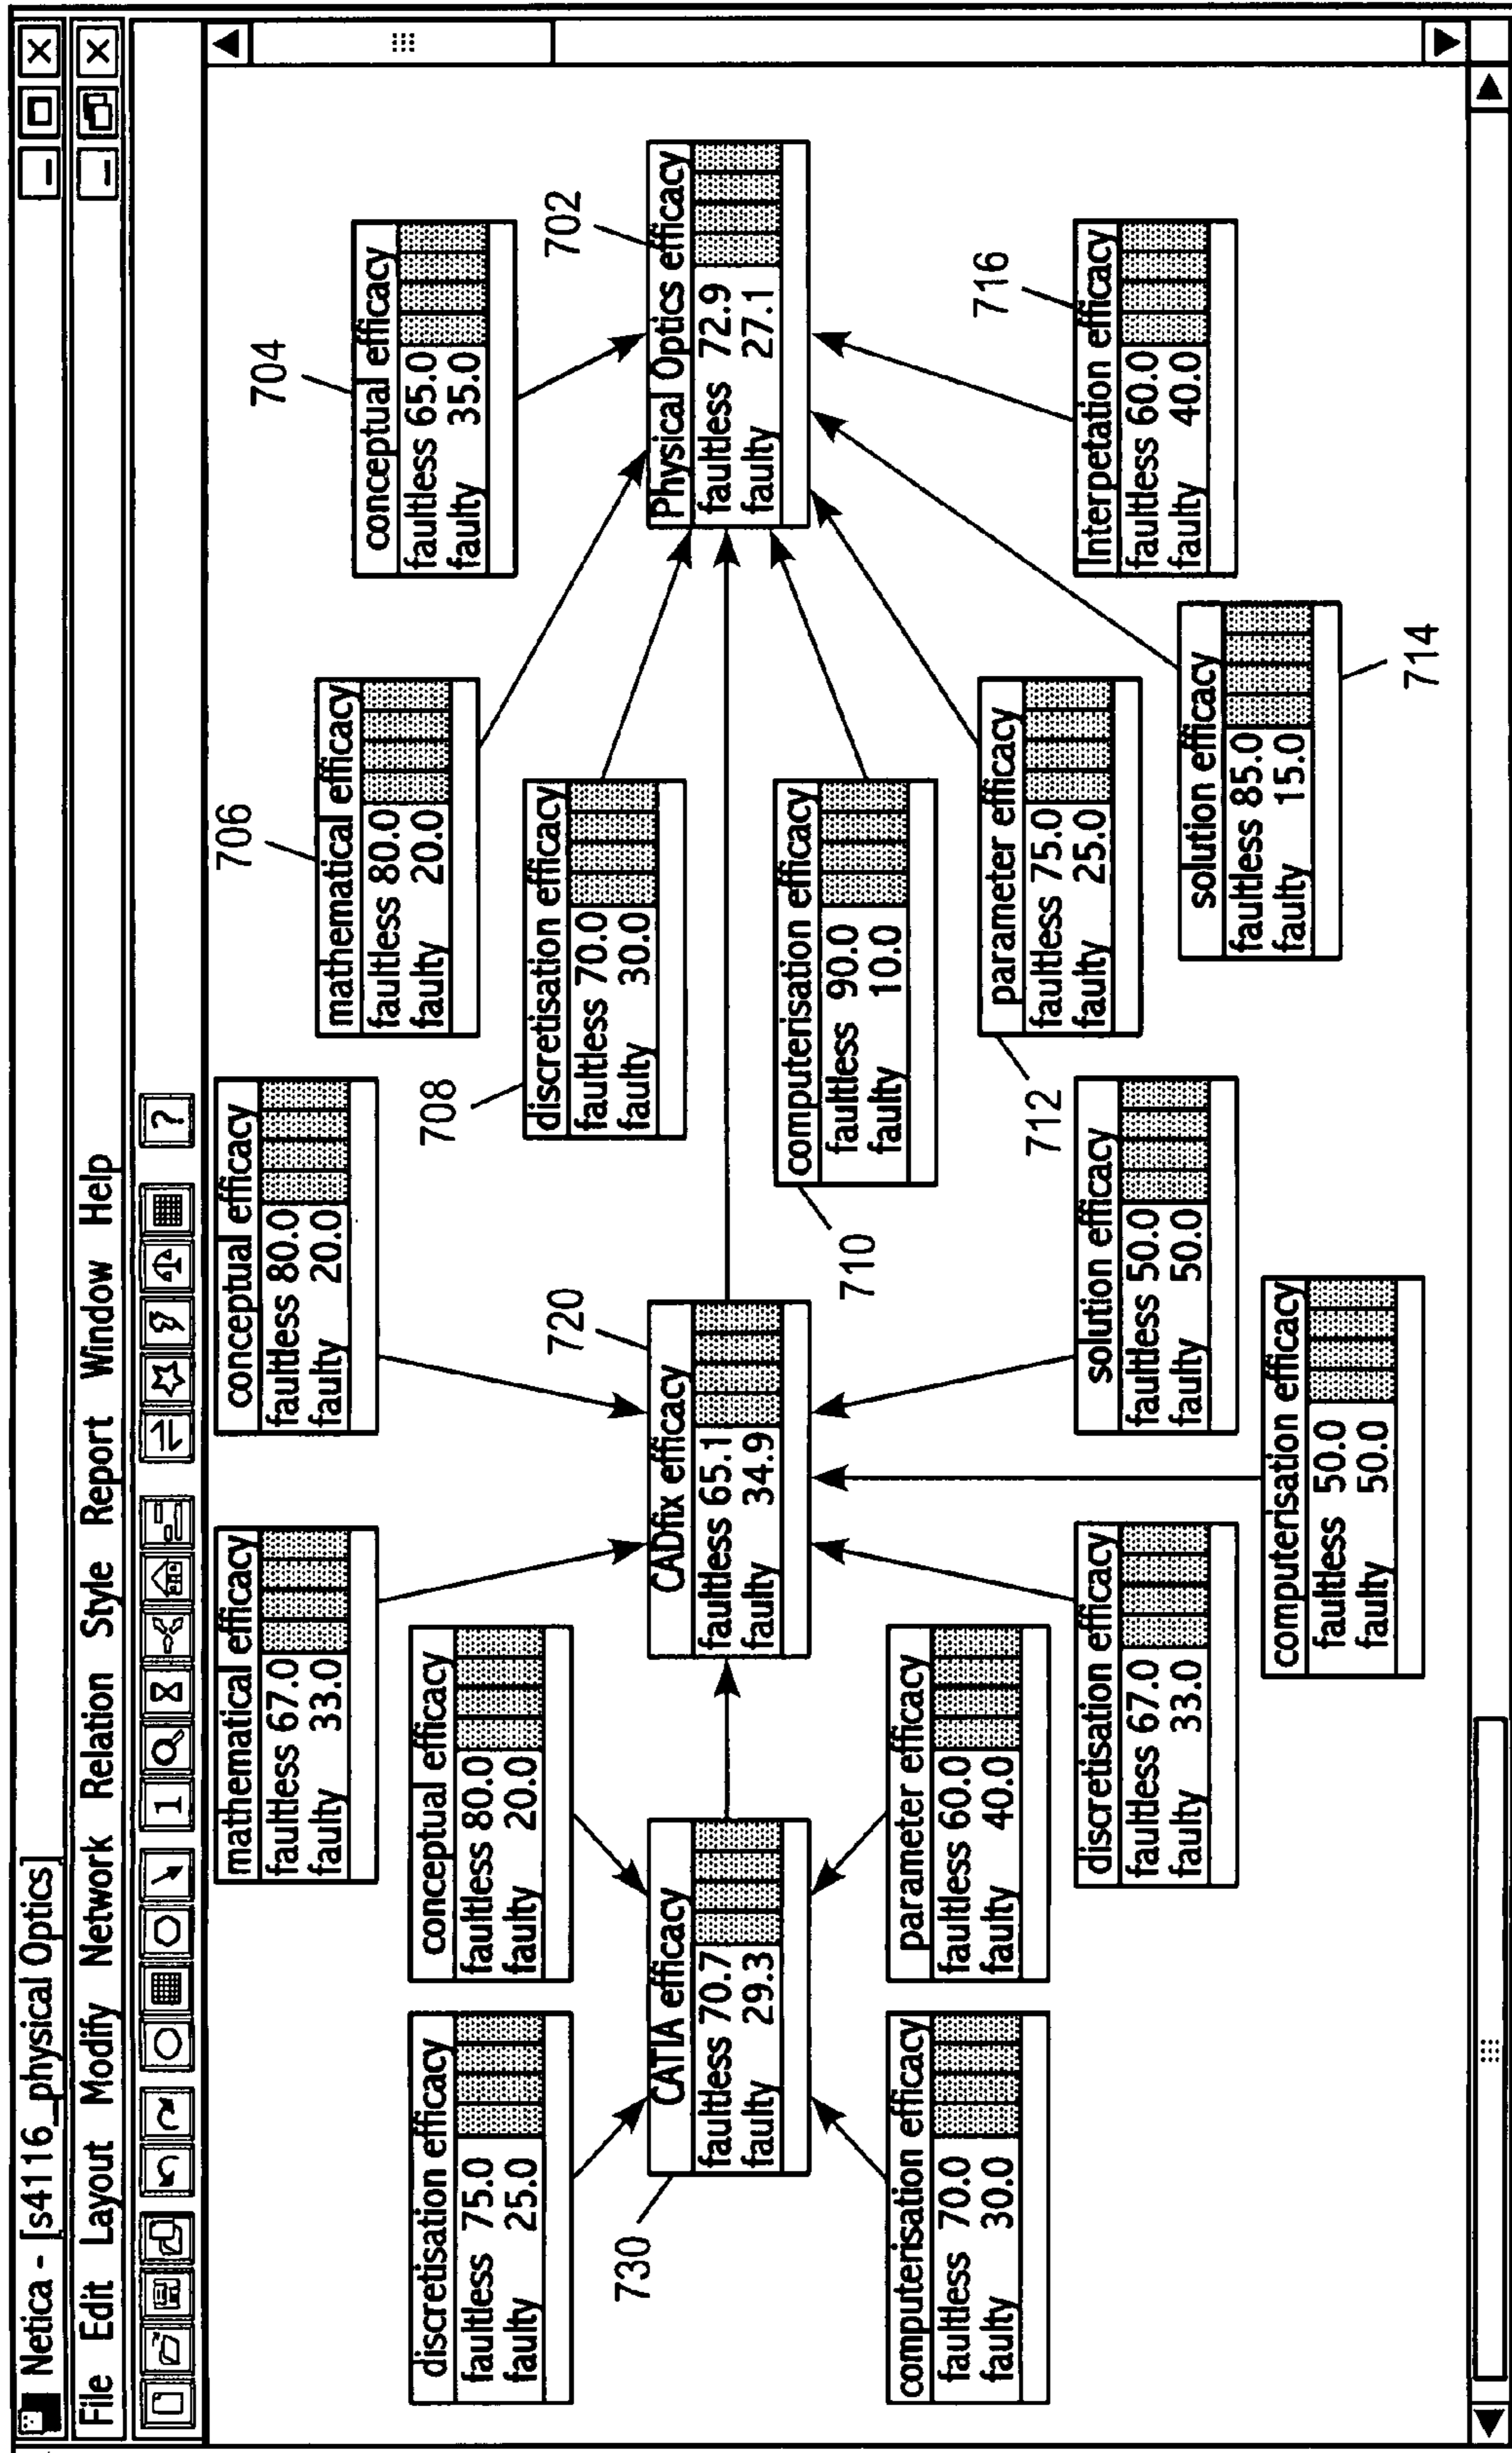 Netica - [s4116_physical Optics]
File Edit Layout Modify Network Relation Style Report Window Help
1
?
mathematical efficacy
faultless 67.0
faulty 33.0
conceptual efficacy
faultless 80.0
faulty 20.0
706
mathematical efficacy
faultless 80.0
faulty 20.0
704
conceptual efficacy
faultless 65.0
faulty 35.0
discretisation efficacy
faultless 75.0
faulty 25.0
conceptual efficacy
faultless 80.0
faulty 20.0
708
discretisation efficacy
faultless 70.0
faulty 30.0
730
CATIA efficacy
faultless 70.7
faulty 29.3
720
CADfix efficacy
faultless 65.1
faulty 34.9
702
Physical Optics efficacy
faultless 72.9
faulty 27.1
710
computerisation efficacy
faultless 90.0
faulty 10.0
computerisation efficacy
faultless 70.0
faulty 30.0
parameter efficacy
faultless 60.0
faulty 40.0
712
parameter efficacy
faultless 75.0
faulty 25.0
716
Interpetation efficacy
faultless 60.0
faulty 40.0
discretisation efficacy
faultless 67.0
faulty 33.0
solution efficacy
faultless 50.0
faulty 50.0
solution efficacy
faultless 85.0
faulty 15.0
714
computerisation efficacy
faultless 50.0
faulty 50.0